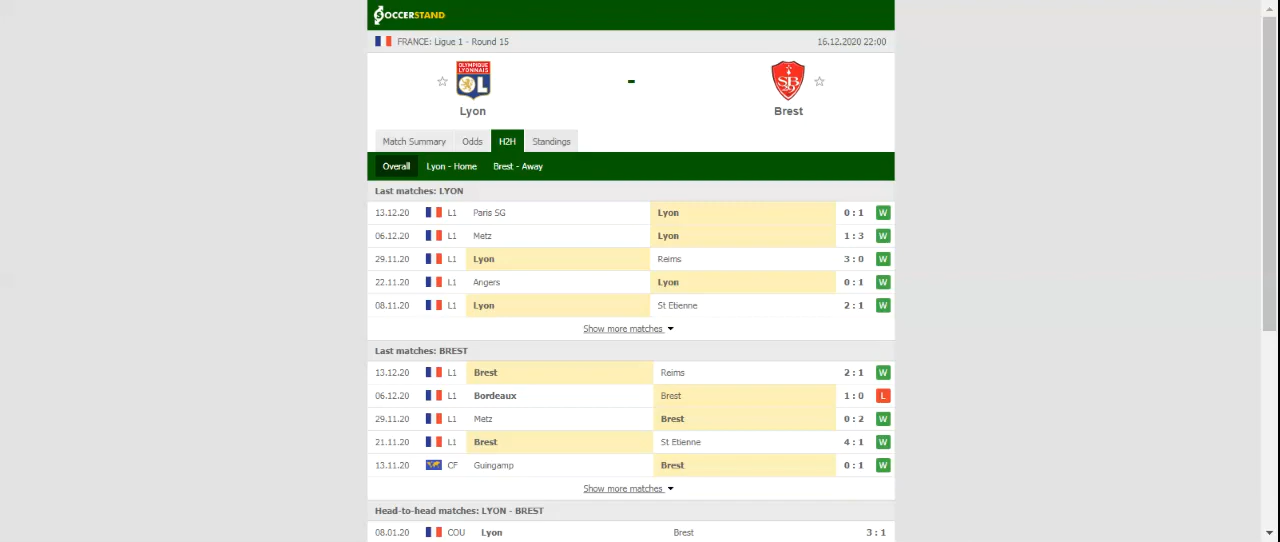 SOCCERSTAND
FRANCE: Ligue 1 - Round 15 16.12.2020 22:00
OLYMPIQUE LYONNAIS OL SB 29
-
Lyon Brest
Match Summary Odds H2H Standings
Overall Lyon - Home Brest - Away
Last matches: LYON
13.12.20 L1 Paris SG Lyon 0 : 1 W
06.12.20 L1 Metz Lyon 1 : 3 W
29.11.20 L1 Lyon Reims 3 : 0 W
22.11.20 L1 Angers Lyon 0 : 1 W
08.11.20 L1 Lyon St Etienne 2 : 1 W
Show more matches
Last matches: BREST
13.12.20 L1 Brest Reims 2 : 1 W
06.12.20 L1 Bordeaux Brest 1 : 0 L
29.11.20 L1 Metz Brest 0 : 2 W
21.11.20 L1 Brest St Etienne 4 : 1 W
13.11.20 CF Guingamp Brest 0 : 1 W
Show more matches
Head-to-head matches: LYON - BREST
08.01.20 COU Lyon Brest 3 : 1